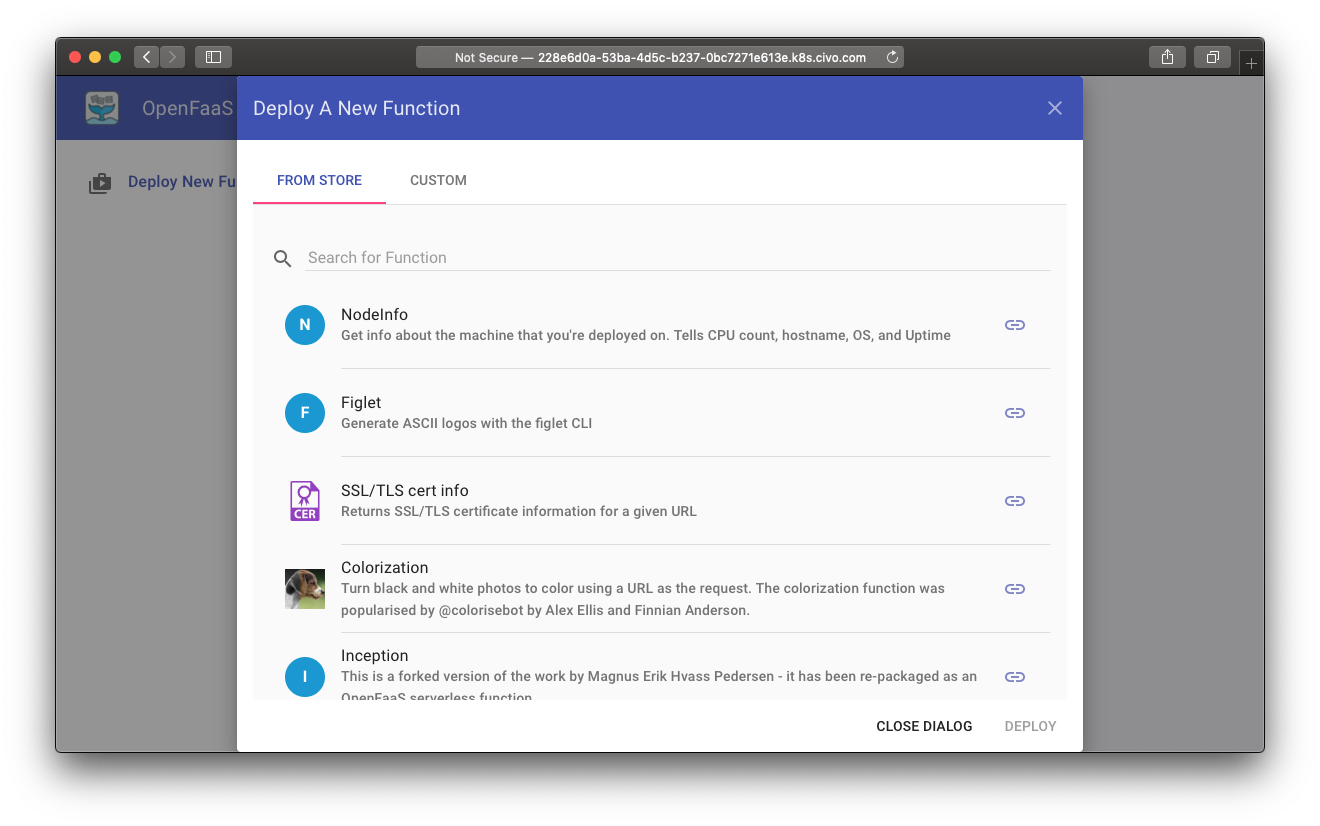 Not Secure — 228e6d0a-53ba-4d5c-b237-0bc7271e613e.k8s.civo.com
OpenFaaS
Deploy A New Function
Deploy New Fu
FROM STORE
CUSTOM
Search for Function
N
NodeInfo
Get info about the machine that you're deployed on. Tells CPU count, hostname, OS, and Uptime
F
Figlet
Generate ASCII logos with the figlet CLI
CER
SSL/TLS cert info
Returns SSL/TLS certificate information for a given URL
Colorization
Turn black and white photos to color using a URL as the request. The colorization function was
popularised by @colorisebot by Alex Ellis and Finnian Anderson.
I
Inception
This is a forked version of the work by Magnus Erik Hvass Pedersen - it has been re-packaged as an
OpenFaaS serverless function
CLOSE DIALOG
DEPLOY